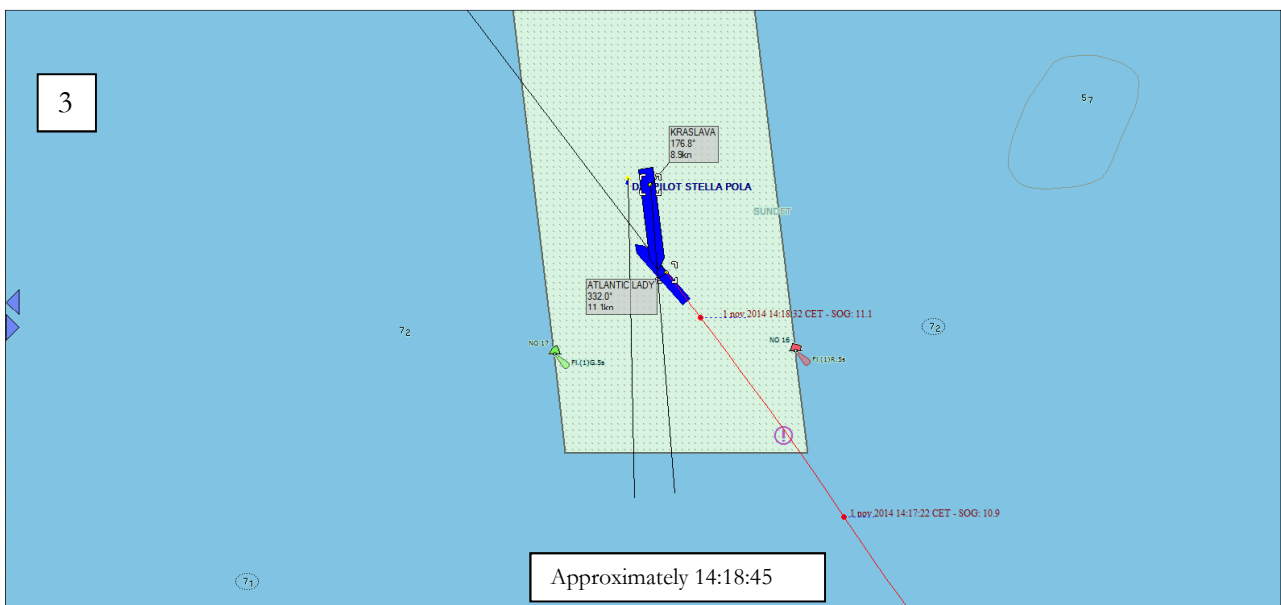 3
5₇
KRASLAVA
176.8°
8.9kn
PILOT STELLA POLA
SUNDET
ATLANTIC LADY
332.0°
11.1kn
1 nov 2014 14:18:32 CET - SOG: 11.1
7₂
7₂
NO 17
Fl.(1)G.5s
NO 16
Fl.(1)R.5s
1 nov 2014 14:17:22 CET - SOG: 10.9
7₁
Approximately 14:18:45